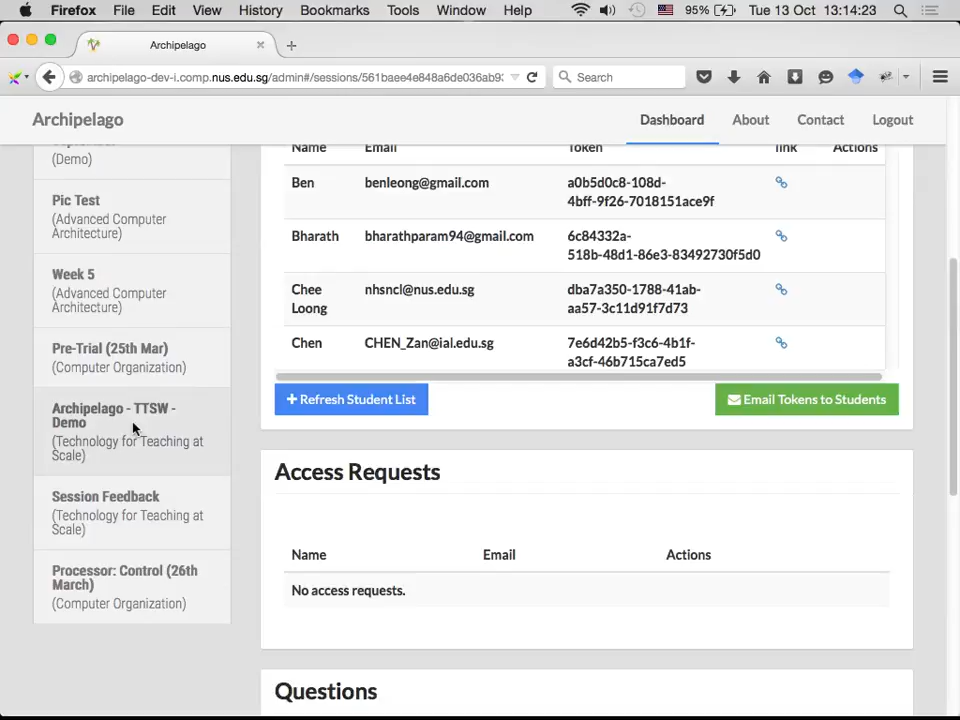 Firefox File Edit View History Bookmarks Tools Window Help 95% Tue 13 Oct 13:14:23
Archipelago
archipelago-dev-i.comp.nus.edu.sg/admin#/sessions/561baee4e848a6de036ab9 Search
Archipelago Dashboard About Contact Logout
(Demo)
Pic Test
(Advanced Computer
Architecture)
Week 5
(Advanced Computer
Architecture)
Pre-Trial (25th Mar)
(Computer Organization)
Archipelago - TTSW -
Demo
(Technology for Teaching at
Scale)
Session Feedback
(Technology for Teaching at
Scale)
Processor: Control (26th
March)
(Computer Organization)
Name Email Token link Actions
Ben benleong@gmail.com a0b5d0c8-108d-
4bff-9f26-7018151ace9f
Bharath bharathparam94@gmail.com 6c84332a-
518b-48d1-86e3-83492730f5d0
Chee
Loong nhsncl@nus.edu.sg dba7a350-1788-41ab-
aa57-3c11d91f7d73
Chen CHEN_Zan@ial.edu.sg 7e6d42b5-f3c6-4b1f-
a3cf-46b715ca7ed5
Refresh Student List Email Tokens to Students
Access Requests
Name Email Actions
No access requests.
Questions